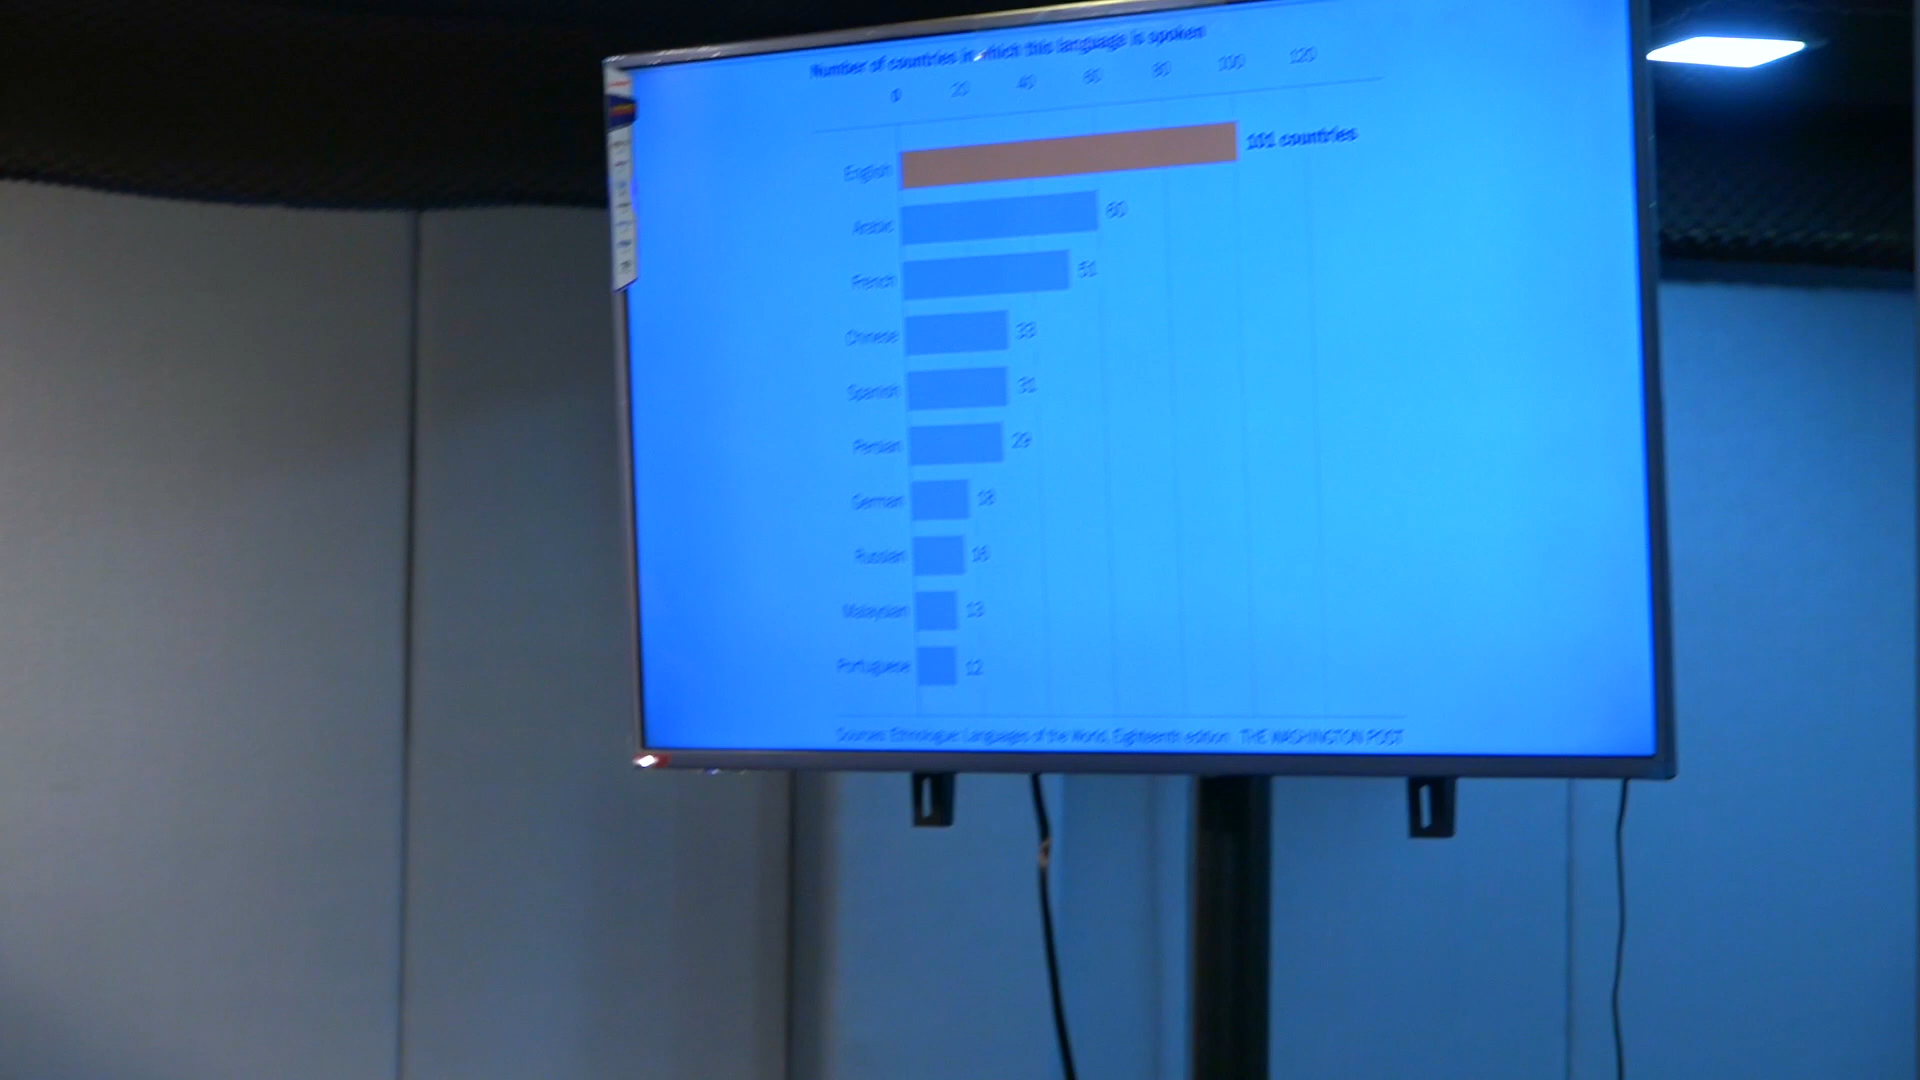 Number of countries in which this language is spoken
0 20 40 60 80 100 120
English 101 countries
Arabic 60
French 51
Chinese 33
Spanish 31
Persian 29
German 18
Russian 16
Malaysian 13
Portuguese 12
Sources: Ethnologue: Languages of the World, Eighteenth edition THE WASHINGTON POST